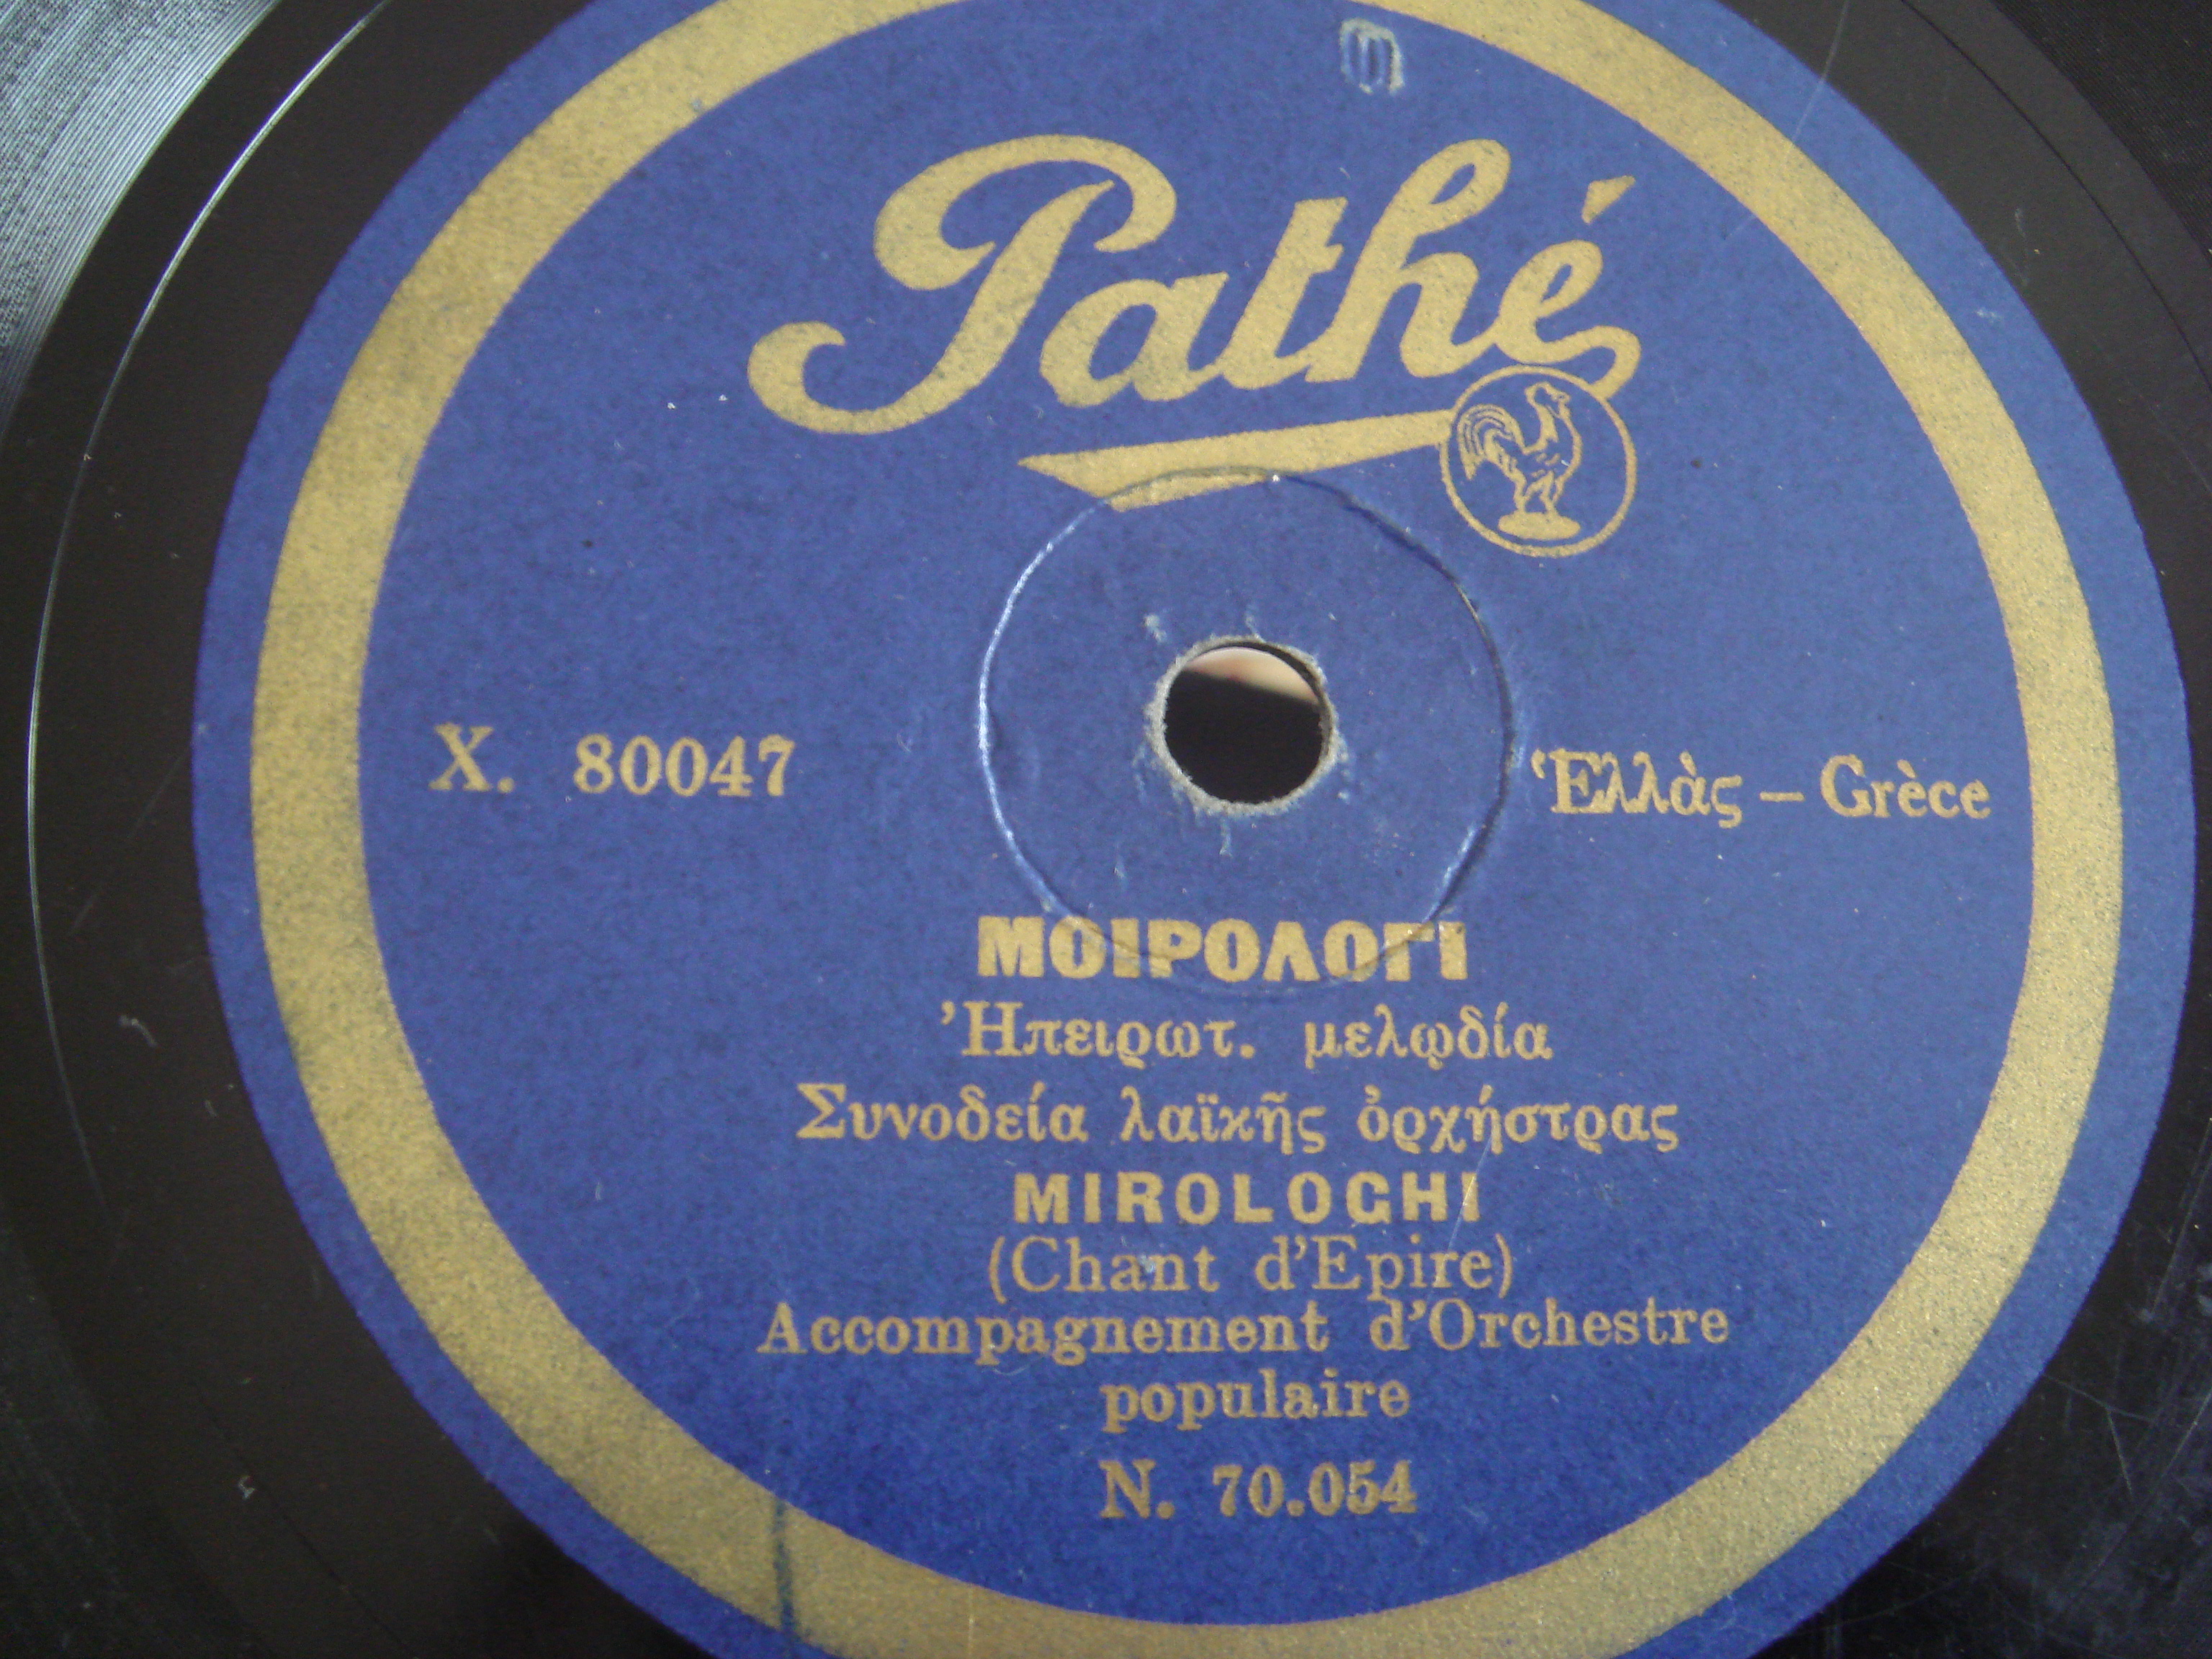 Pathé
X. 80047
Ἑλλὰς – Grèce
ΜΟΙΡΟΛΟΓΙ
Ἠπειρωτ. μελῳδία
Συνοδεία λαϊκῆς ὀρχήστρας
MIROLOGHI
(Chant d'Epire)
Accompagnement d'Orchestre
populaire
N. 70.054